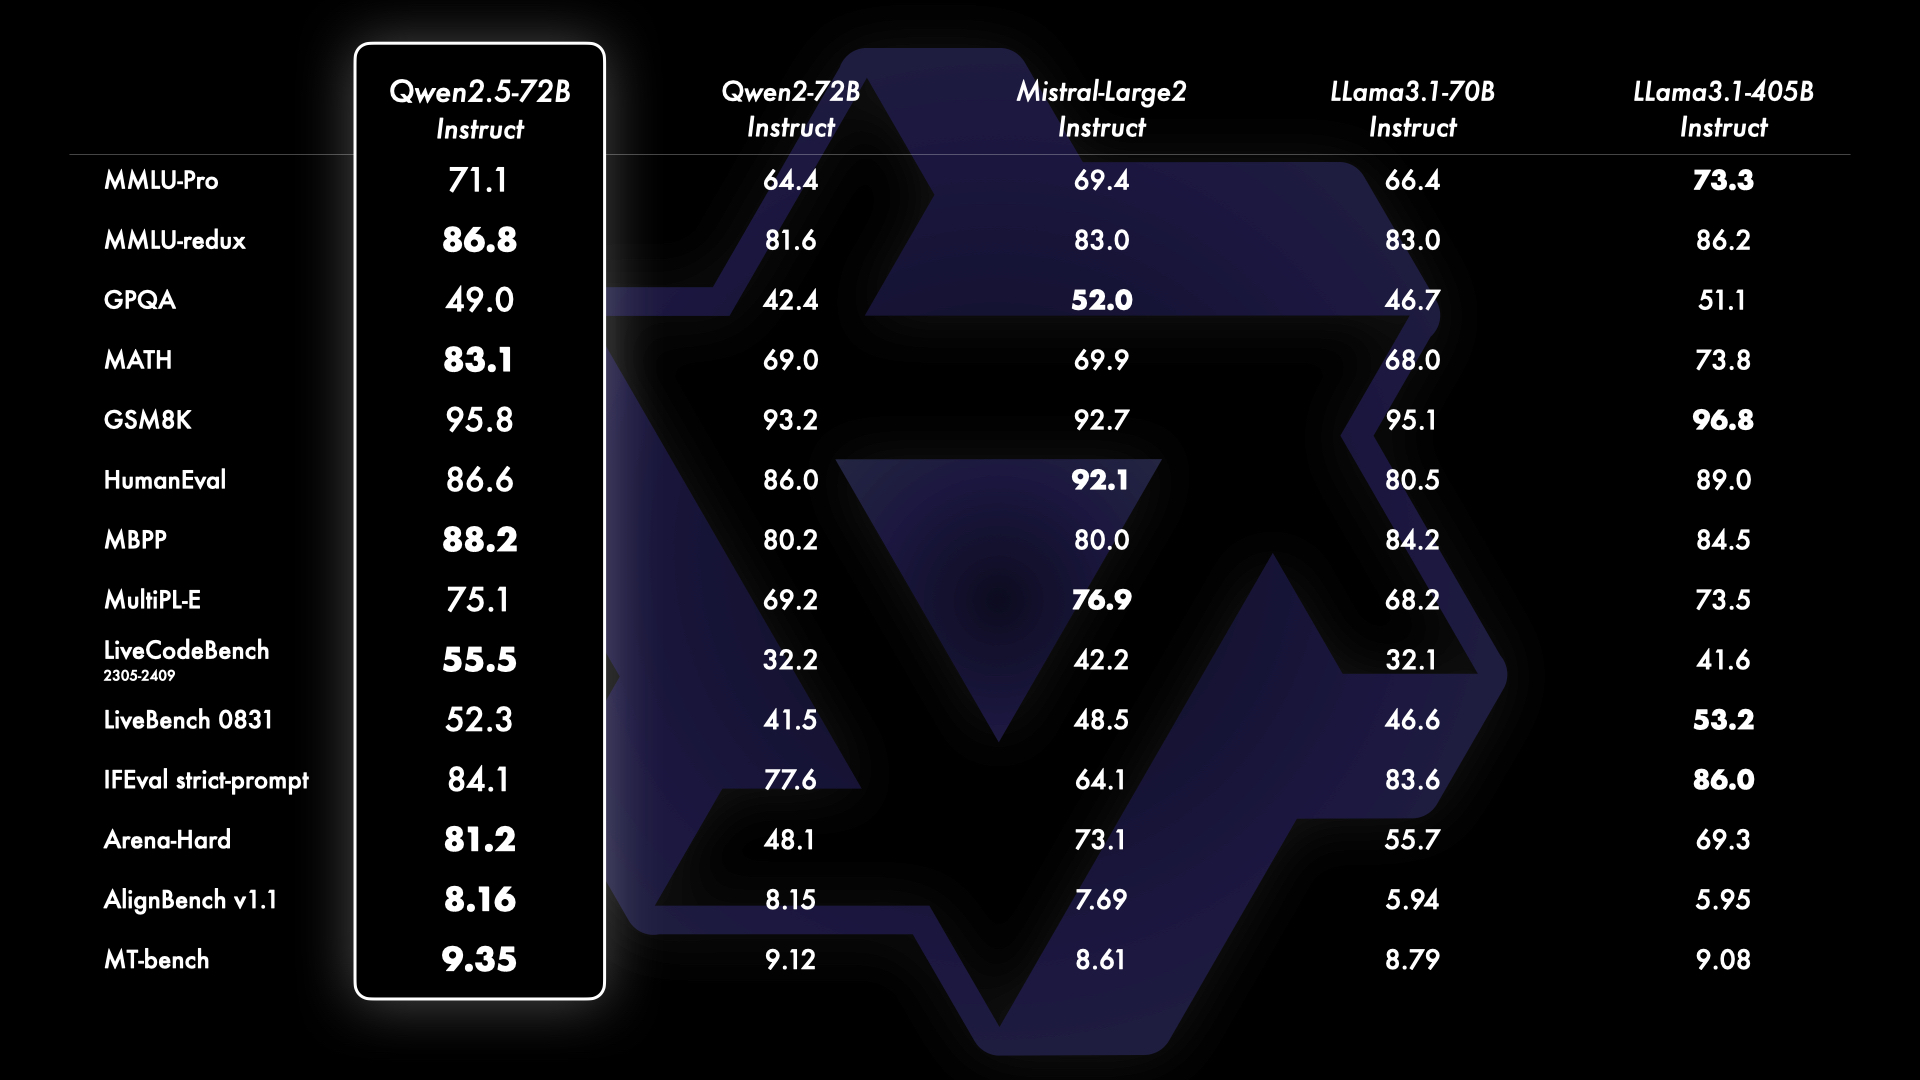 Qwen2.5-72B Instruct Qwen2-72B Instruct Mistral-Large2 Instruct LLama3.1-70B Instruct LLama3.1-405B Instruct
MMLU-Pro 71.1 64.4 69.4 66.4 73.3
MMLU-redux 86.8 81.6 83.0 83.0 86.2
GPQA 49.0 42.4 52.0 46.7 51.1
MATH 83.1 69.0 69.9 68.0 73.8
GSM8K 95.8 93.2 92.7 95.1 96.8
HumanEval 86.6 86.0 92.1 80.5 89.0
MBPP 88.2 80.2 80.0 84.2 84.5
MultiPL-E 75.1 69.2 76.9 68.2 73.5
LiveCodeBench 2305-2409 55.5 32.2 42.2 32.1 41.6
LiveBench 0831 52.3 41.5 48.5 46.6 53.2
IFEval strict-prompt 84.1 77.6 64.1 83.6 86.0
Arena-Hard 81.2 48.1 73.1 55.7 69.3
AlignBench v1.1 8.16 8.15 7.69 5.94 5.95
MT-bench 9.35 9.12 8.61 8.79 9.08